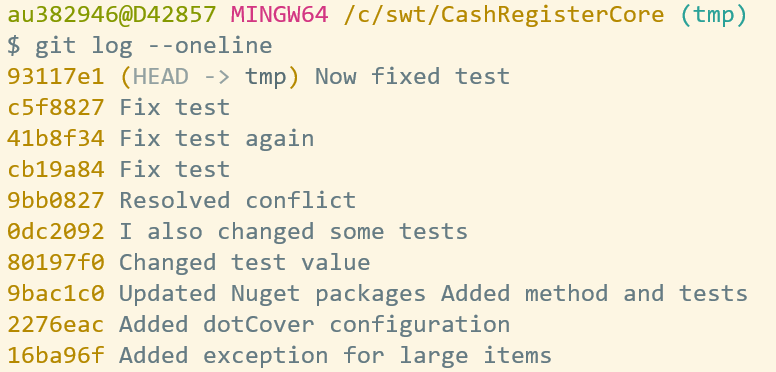 au382946@D42857 MINGW64 /c/swt/CashRegisterCore (tmp)
$ git log --oneline
93117e1 (HEAD -> tmp) Now fixed test
c5f8827 Fix test
41b8f34 Fix test again
cb19a84 Fix test
9bb0827 Resolved conflict
0dc2092 I also changed some tests
80197f0 Changed test value
9bac1c0 Updated Nuget packages Added method and tests
2276eac Added dotCover configuration
16ba96f Added exception for large items